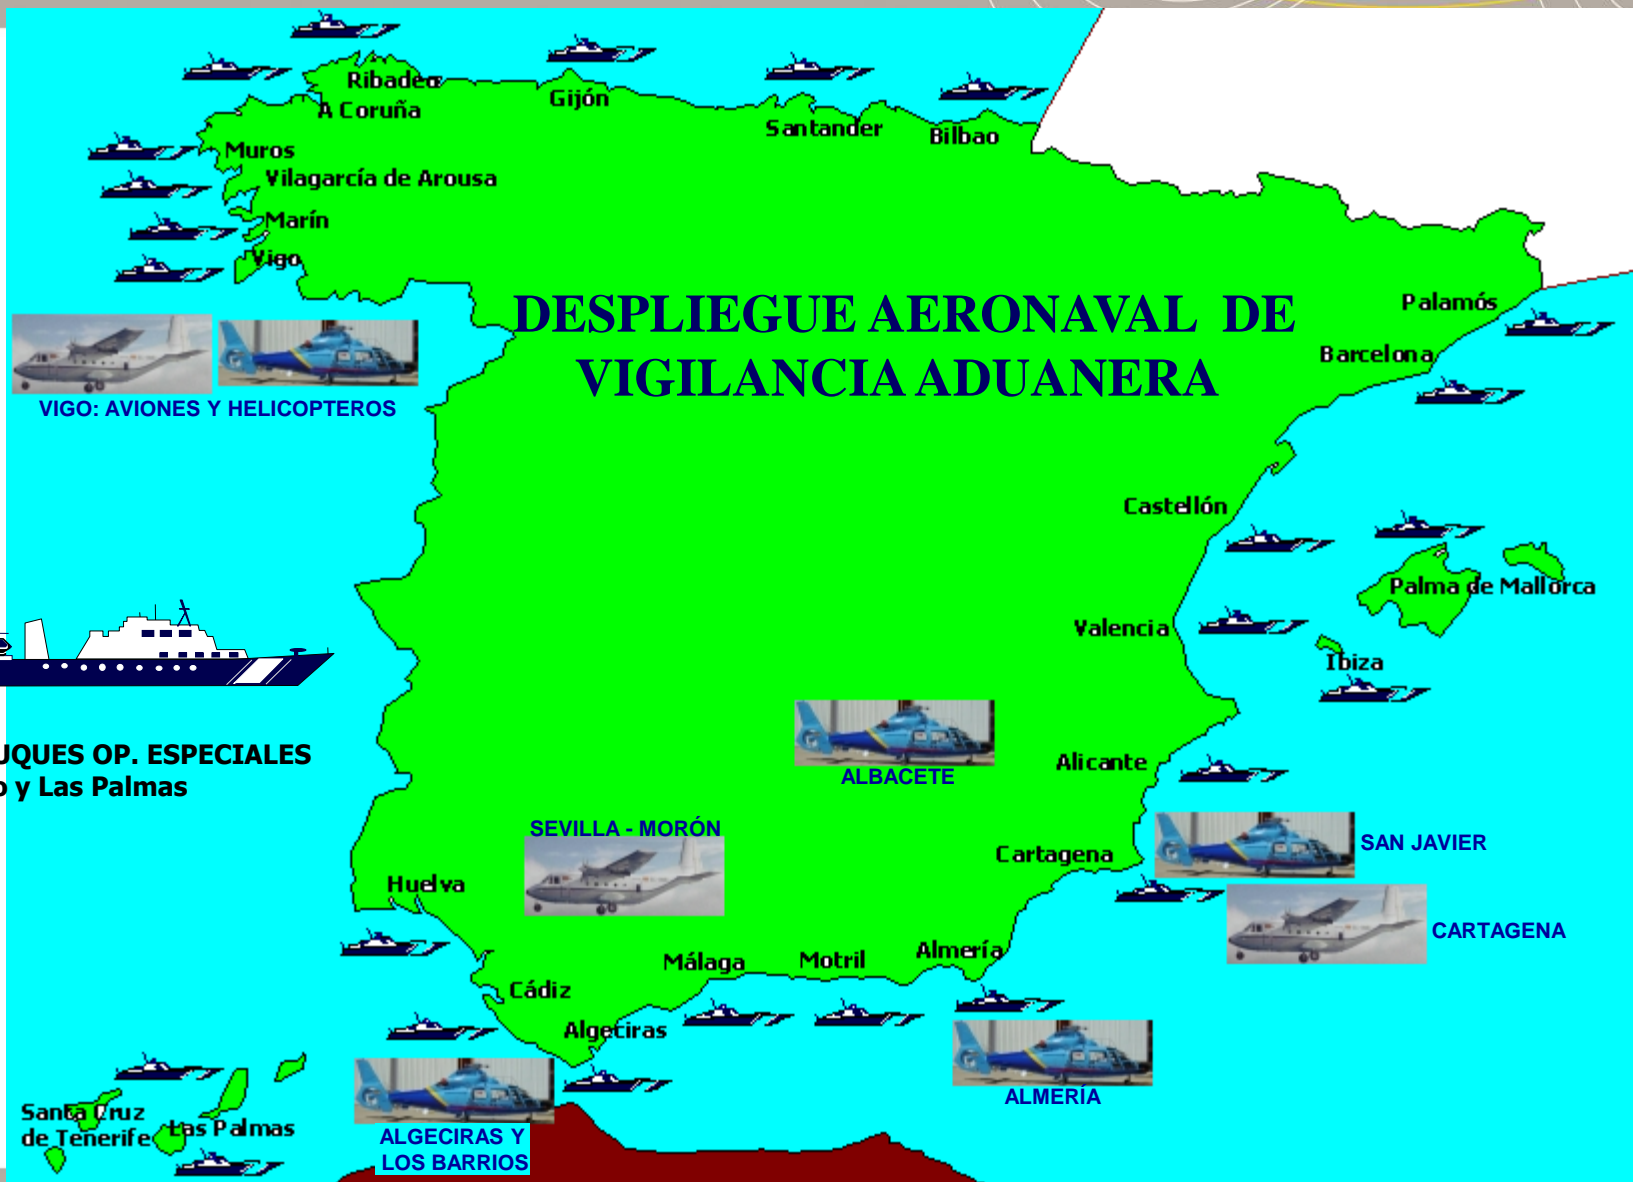 Ribadeo
A Coruña
Gijón
Santander
Bilbao
Muros
Vilagarcía de Arousa
Marín
Vigo
DESPLIEGUE AERONAVAL DE
VIGILANCIA ADUANERA
Palamós
Barcelona
VIGO: AVIONES Y HELICOPTEROS
Castellón
Palma de Mallorca
Valencia
Ibiza
UQUES OP. ESPECIALES
o y Las Palmas
ALBACETE
Alicante
SEVILLA - MORÓN
SAN JAVIER
Cartagena
Huelva
CARTAGENA
Málaga
Motril
Almería
Cádiz
Algeciras
ALMERÍA
Santa Cruz
de Tenerife
Las Palmas
ALGECIRAS Y
LOS BARRIOS